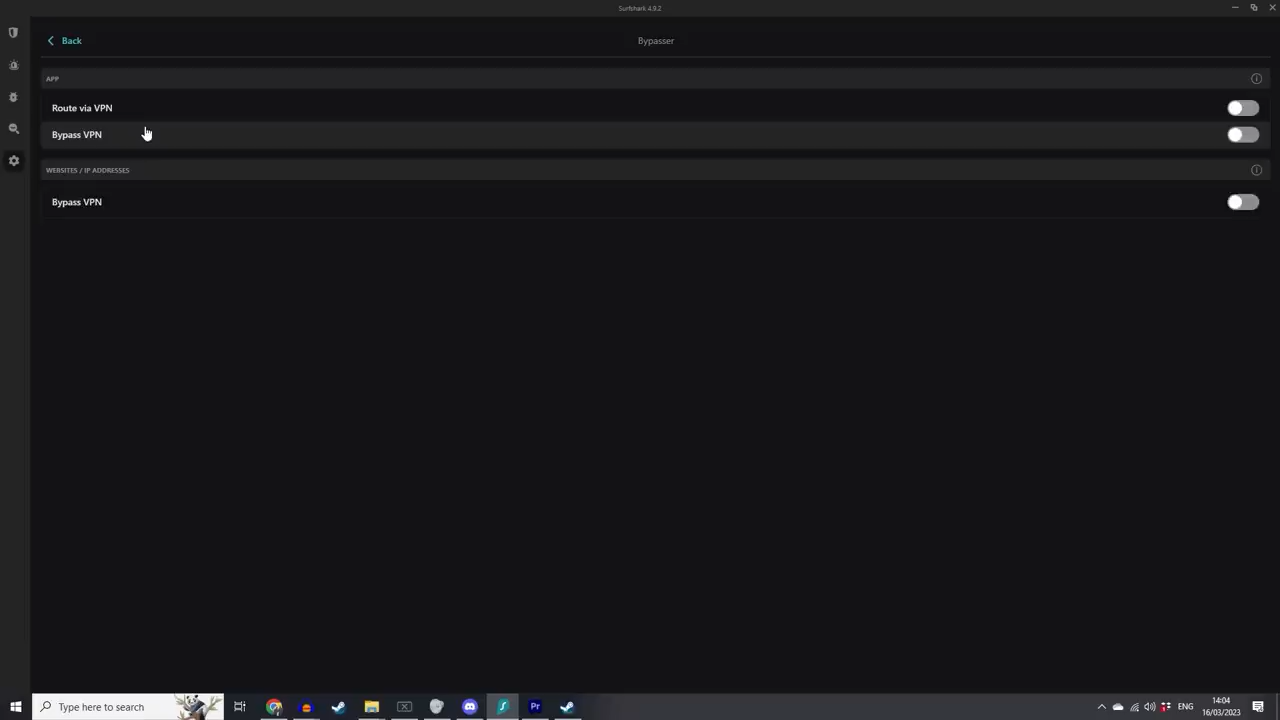 Surfshark 4.9.2
Back
Bypasser
APP
Route via VPN
Bypass VPN
WEBSITES / IP ADDRESSES
Bypass VPN
Type here to search
Pr
ENG
14:04
16/03/2023